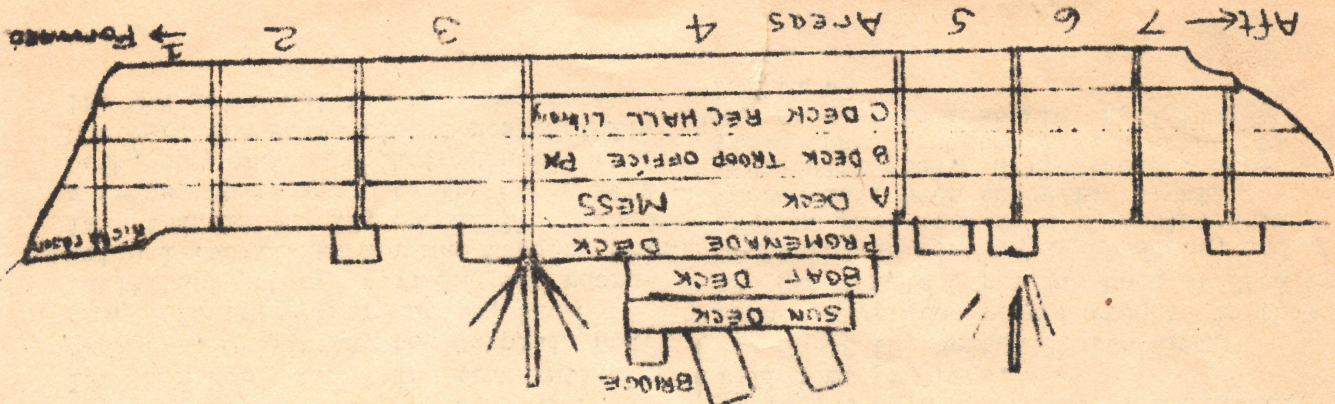 BRIDGE
SUN DECK
BOAT DECK
PROMENADE DECK
A DECK MESS
B DECK TROOP OFFICE PX
C DECK REC HALL Library
Aft 7 6 5 Areas 4 3 2 1 Forward